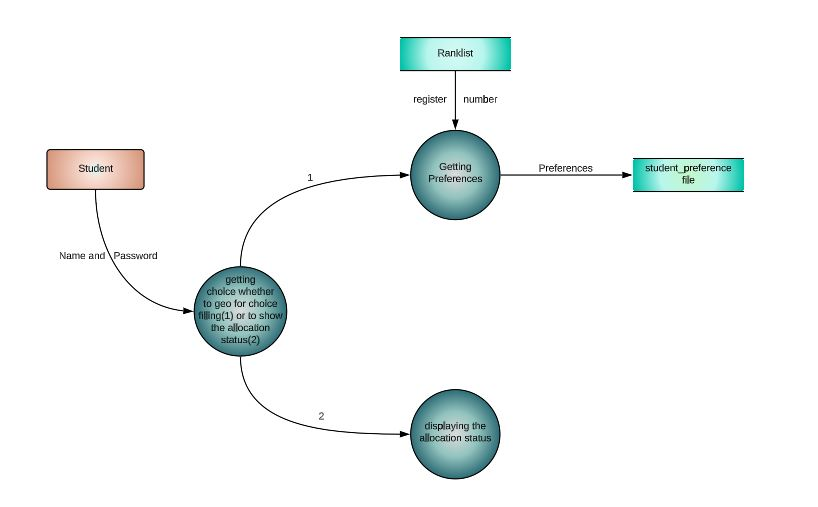 Ranklist
register number
Student
Getting
Preferences
Preferences
student_preference
file
1
Name and Password
getting
choice whether
to geo for choice
filling(1) or to show
the allocation
status(2)
2
displaying the
allocation status